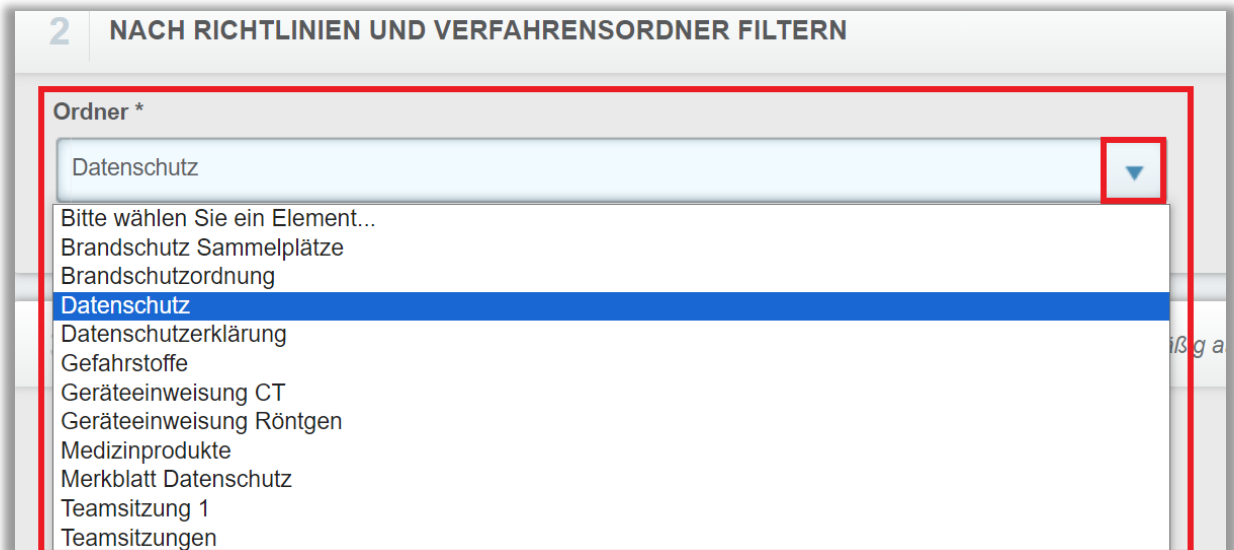 2 NACH RICHTLINIEN UND VERFAHRENSORDNER FILTERN
Ordner *
Datenschutz
Bitte wählen Sie ein Element...
Brandschutz Sammelplätze
Brandschutzordnung
Datenschutz
Datenschutzerklärung
Gefahrstoffe
Geräteeinweisung CT
Geräteeinweisung Röntgen
Medizinprodukte
Merkblatt Datenschutz
Teamsitzung 1
Teamsitzungen